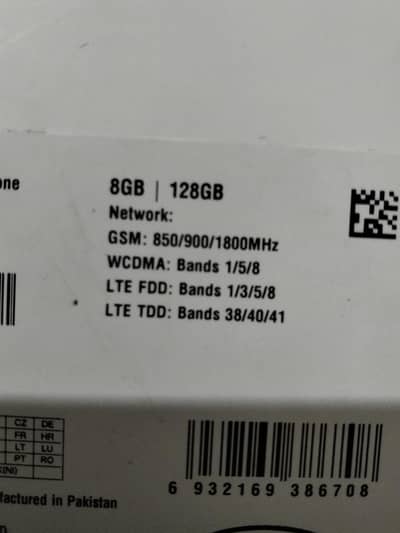 8GB | 128GB
Network:
GSM: 850/900/1800MHz
WCDMA: Bands 1/5/8
LTE FDD: Bands 1/3/5/8
LTE TDD: Bands 38/40/41
CZ DE
FR HR
LT LU
PT RO
(NI)
factured in Pakistan
6 932169 386708